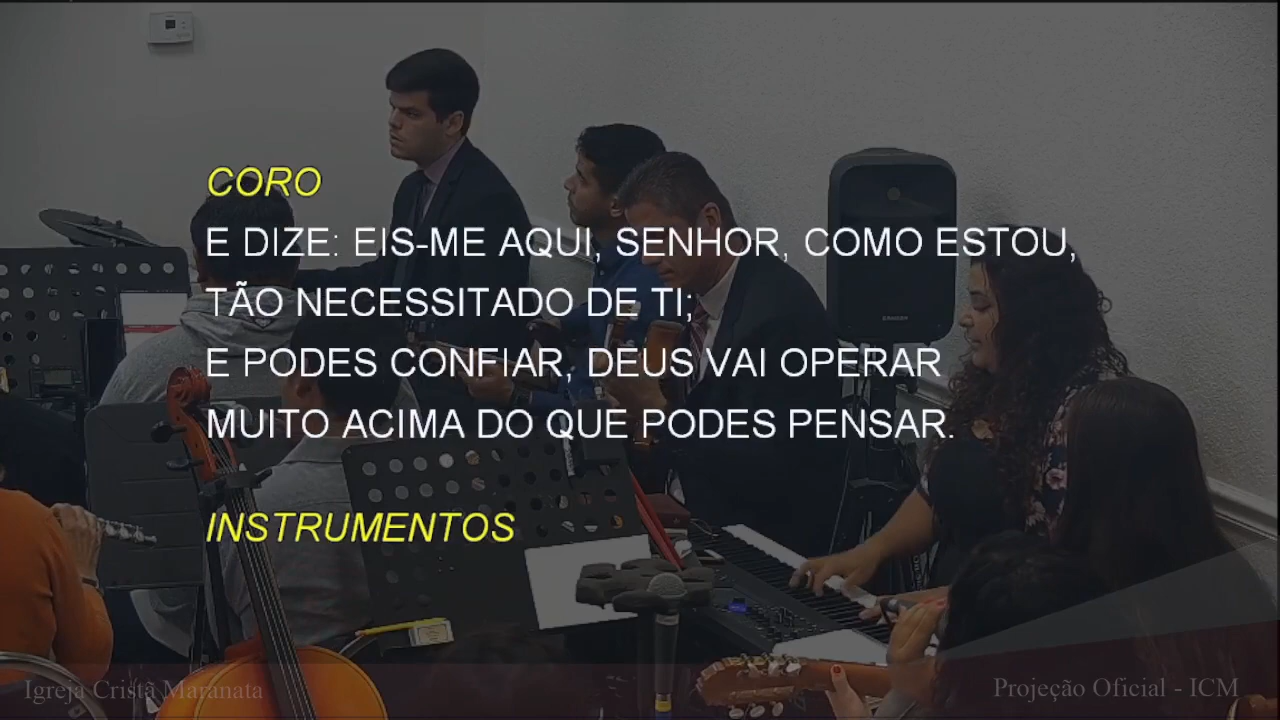 CORO
E DIZE: EIS-ME AQUI, SENHOR, COMO ESTOU,
TÃO NECESSITADO DE TI;
E PODES CONFIAR, DEUS VAI OPERAR
MUITO ACIMA DO QUE PODES PENSAR.
INSTRUMENTOS
Igreja Cristã Maranata
Projeção Oficial - ICM